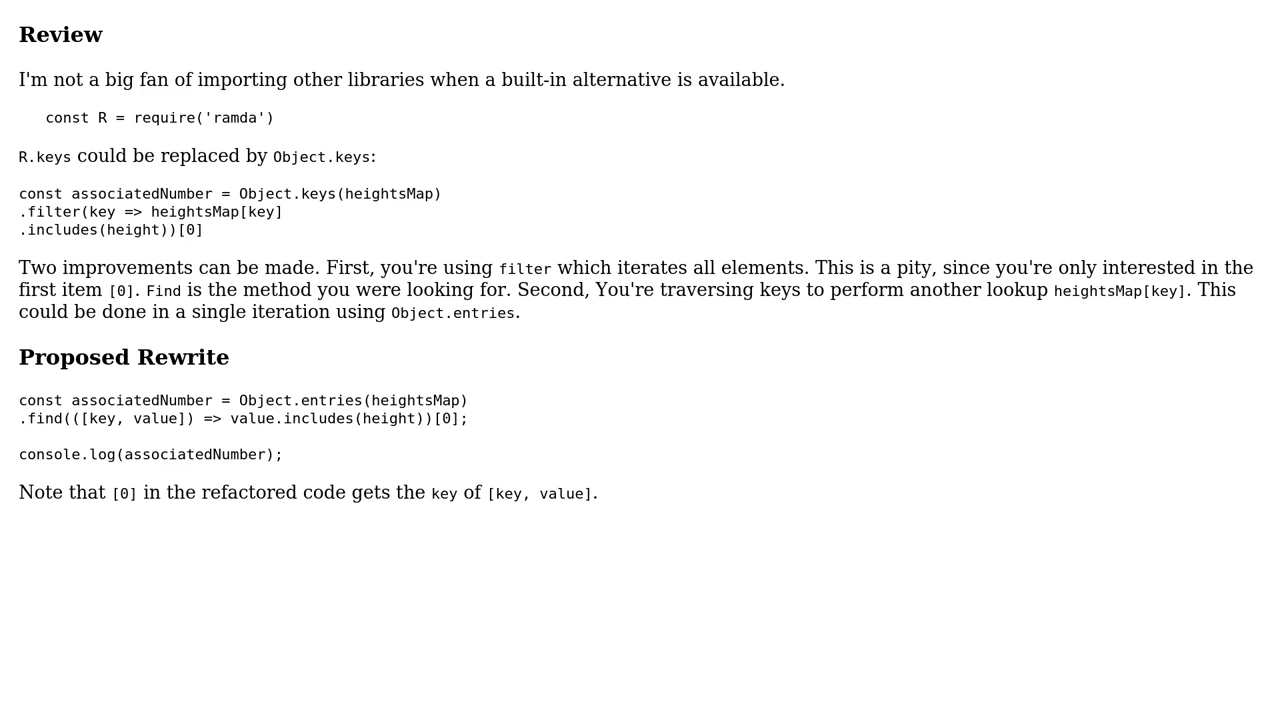 Review
I'm not a big fan of importing other libraries when a built-in alternative is available.
const R = require('ramda')
R.keys could be replaced by Object.keys:
const associatedNumber = Object.keys(heightsMap)
.filter(key => heightsMap[key]
.includes(height))[0]
Two improvements can be made. First, you're using filter which iterates all elements. This is a pity, since you're only interested in the
first item [0]. Find is the method you were looking for. Second, You're traversing keys to perform another lookup heightsMap[key]. This
could be done in a single iteration using Object.entries.
Proposed Rewrite
const associatedNumber = Object.entries(heightsMap)
.find(([key, value]) => value.includes(height))[0];
console.log(associatedNumber);
Note that [0] in the refactored code gets the key of [key, value].